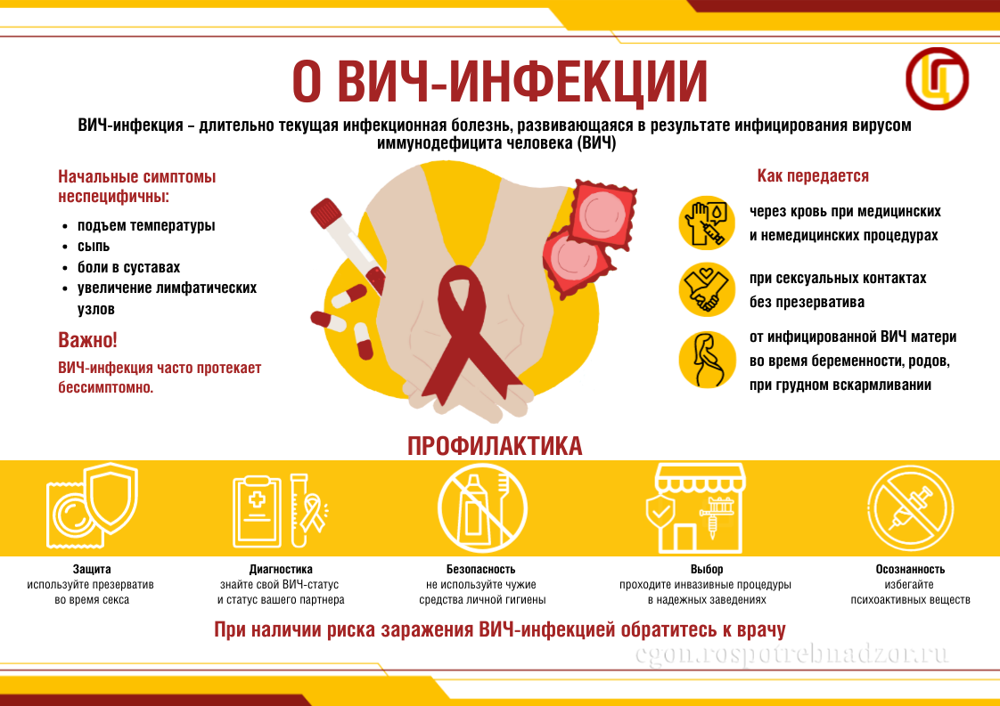 О ВИЧ-ИНФЕКЦИИ
ВИЧ-инфекция – длительно текущая инфекционная болезнь, развивающаяся в результате инфицирования вирусом
иммунодефицита человека (ВИЧ)
Начальные симптомы
неспецифичны:
• подъем температуры
• сыпь
• боли в суставах
• увеличение лимфатических
узлов
Важно!
ВИЧ-инфекция часто протекает
бессимптомно.
Как передается
через кровь при медицинских
и немедицинских процедурах
при сексуальных контактах
без презерватива
от инфицированной ВИЧ матери
во время беременности, родов,
при грудном вскармливании
ПРОФИЛАКТИКА
Защита
используйте презерватив
во время секса
Диагностика
знайте свой ВИЧ-статус
и статус вашего партнера
Безопасность
не используйте чужие
средства личной гигиены
Выбор
проходите инвазивные процедуры
в надежных заведениях
Осознанность
избегайте
психоактивных веществ
При наличии риска заражения ВИЧ-инфекцией обратитесь к врачу
cgon.rospotrebnadzor.ru